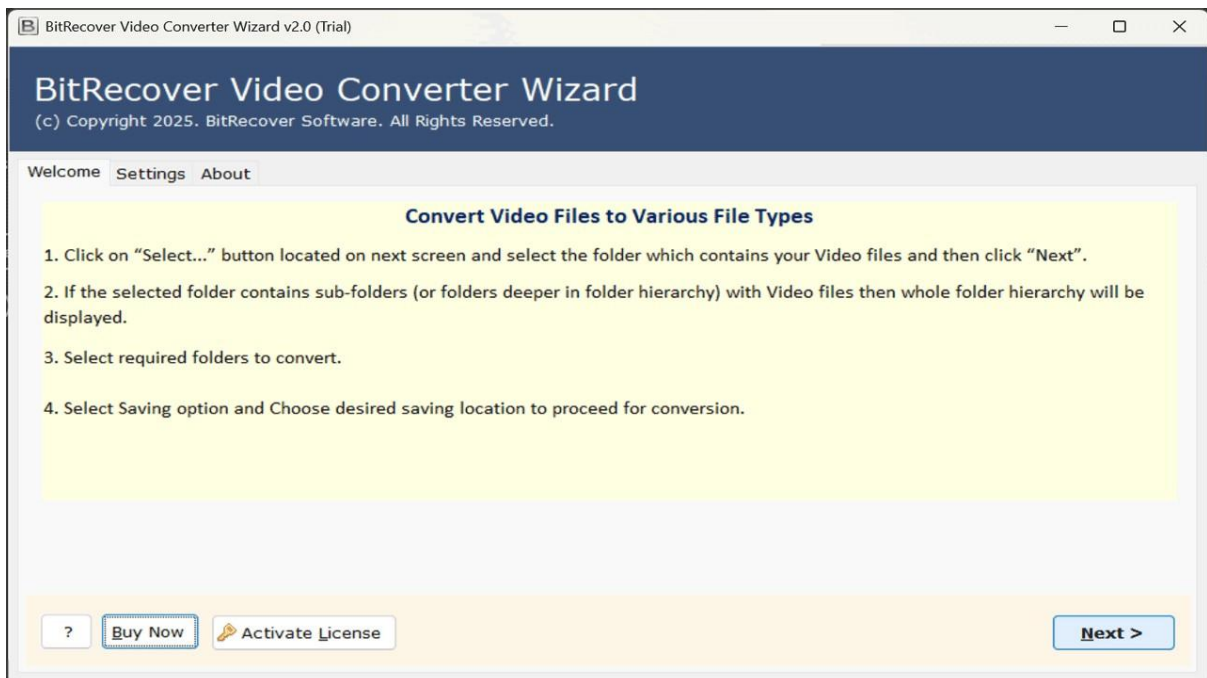 BitRecover Video Converter Wizard v2.0 (Trial)
BitRecover Video Converter Wizard
(c) Copyright 2025. BitRecover Software. All Rights Reserved.
Welcome Settings About
Convert Video Files to Various File Types
1. Click on “Select...” button located on next screen and select the folder which contains your Video files and then click “Next”.
2. If the selected folder contains sub-folders (or folders deeper in folder hierarchy) with Video files then whole folder hierarchy will be
displayed.
3. Select required folders to convert.
4. Select Saving option and Choose desired saving location to proceed for conversion.
? Buy Now Activate License Next >